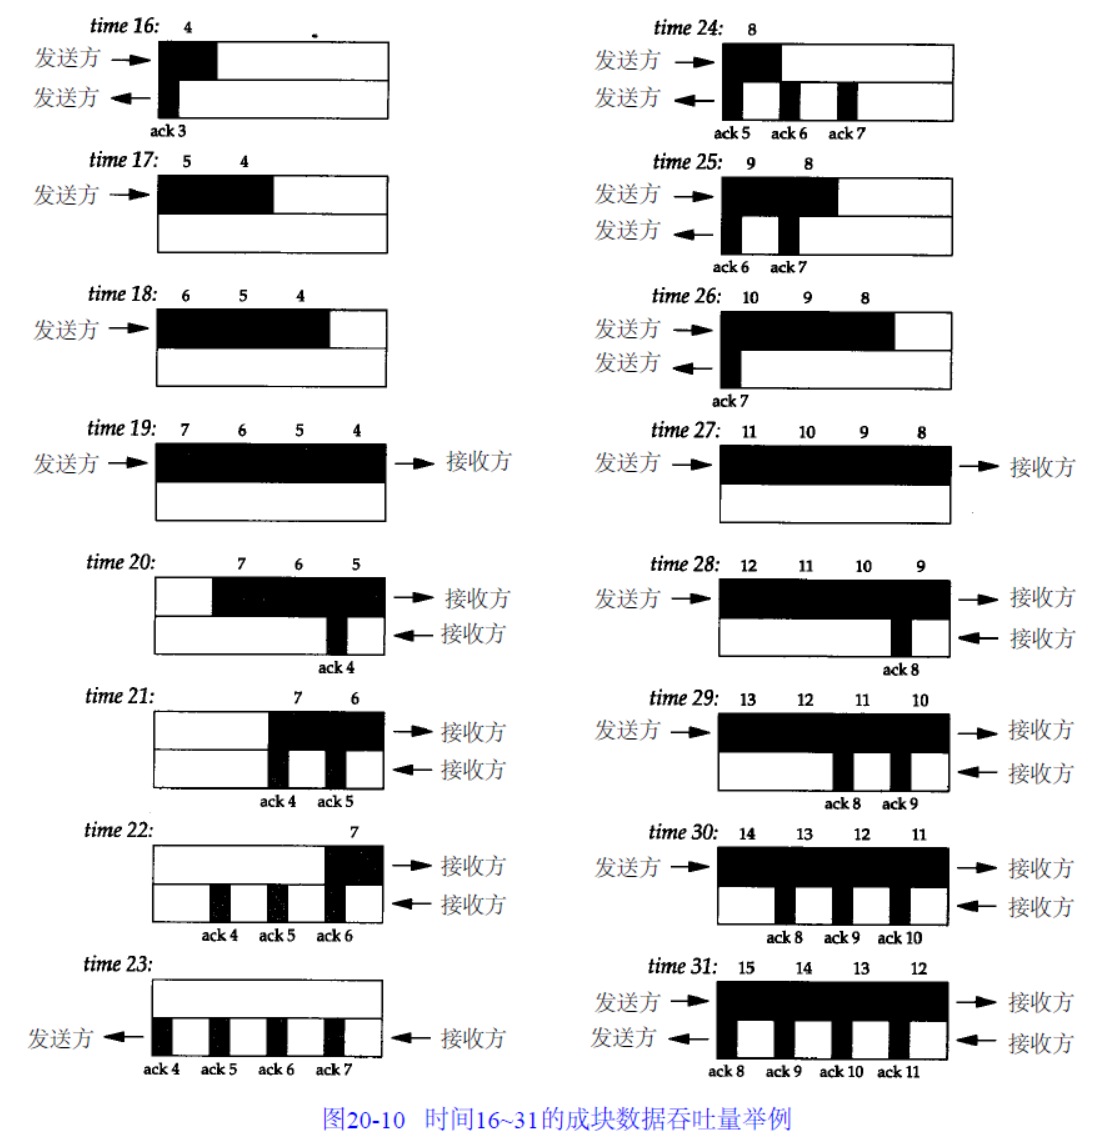 time 16: 4
发送方
发送方
ack 3
time 17: 5 4
发送方
time 18: 6 5 4
发送方
time 19: 7 6 5 4
发送方 接收方
time 20: 7 6 5
接收方
接收方
ack 4
time 21: 7 6
接收方
接收方
ack 4 ack 5
time 22: 7
接收方
接收方
ack 4 ack 5 ack 6
time 23:
发送方 接收方
ack 4 ack 5 ack 6 ack 7
time 24: 8
发送方
发送方
ack 5 ack 6 ack 7
time 25: 9 8
发送方
发送方
ack 6 ack 7
time 26: 10 9 8
发送方
发送方
ack 7
time 27: 11 10 9 8
发送方 接收方
time 28: 12 11 10 9
发送方 接收方
接收方
ack 8
time 29: 13 12 11 10
发送方 接收方
接收方
ack 8 ack 9
time 30: 14 13 12 11
发送方 接收方
接收方
ack 8 ack 9 ack 10
time 31: 15 14 13 12
发送方 接收方
发送方 接收方
ack 8 ack 9 ack 10 ack 11
图20-10 时间16~31的成块数据吞吐量举例